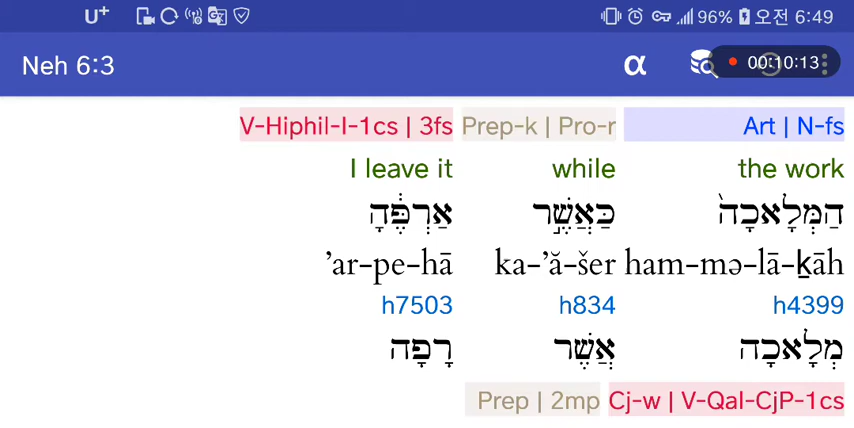 U+ 96% 오전 6:49
Neh 6:3 α 00:10:13
V-Hiphil-I-1cs | 3fs Prep-k | Pro-r Art | N-fs
I leave it while the work
הַמְּלָאכָה֙ כַּאֲשֶׁ֣ר אַרְפֶּ֔הָ
’ar-pe-hā ka-’ă-šer ham-mə-lā-ḵāh
h7503 h834 h4399
מְלָאכָה אֲשֶׁר רָפָה
Prep | 2mp Cj-w | V-Qal-CjP-1cs